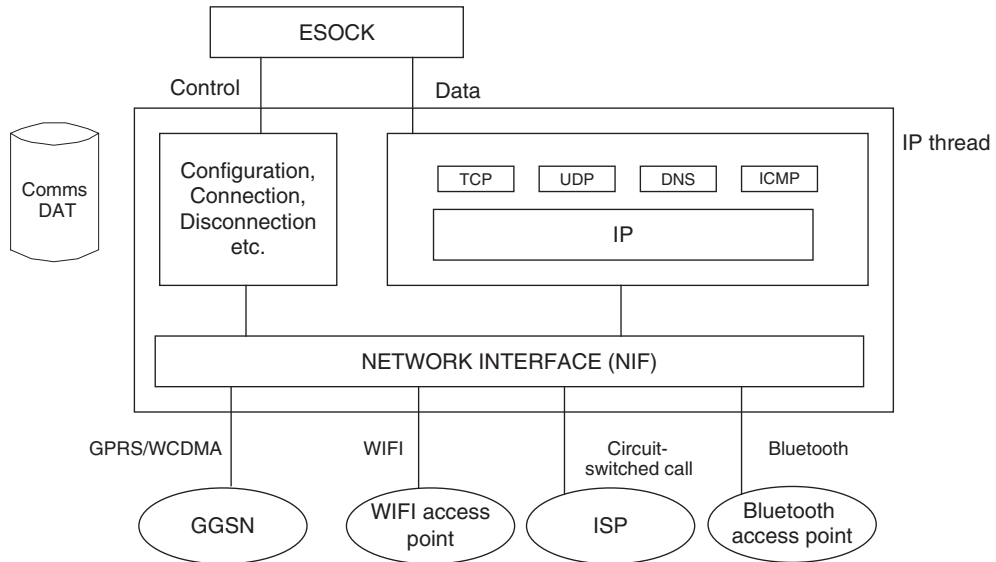 ESOCK
Control
Data
IP thread
Comms
DAT
Configuration,
Connection,
Disconnection
etc.
TCP
UDP
DNS
ICMP
IP
NETWORK INTERFACE (NIF)
GPRS/WCDMA
WIFI
Circuit-
switched call
Bluetooth
GGSN
WIFI access
point
ISP
Bluetooth
access point